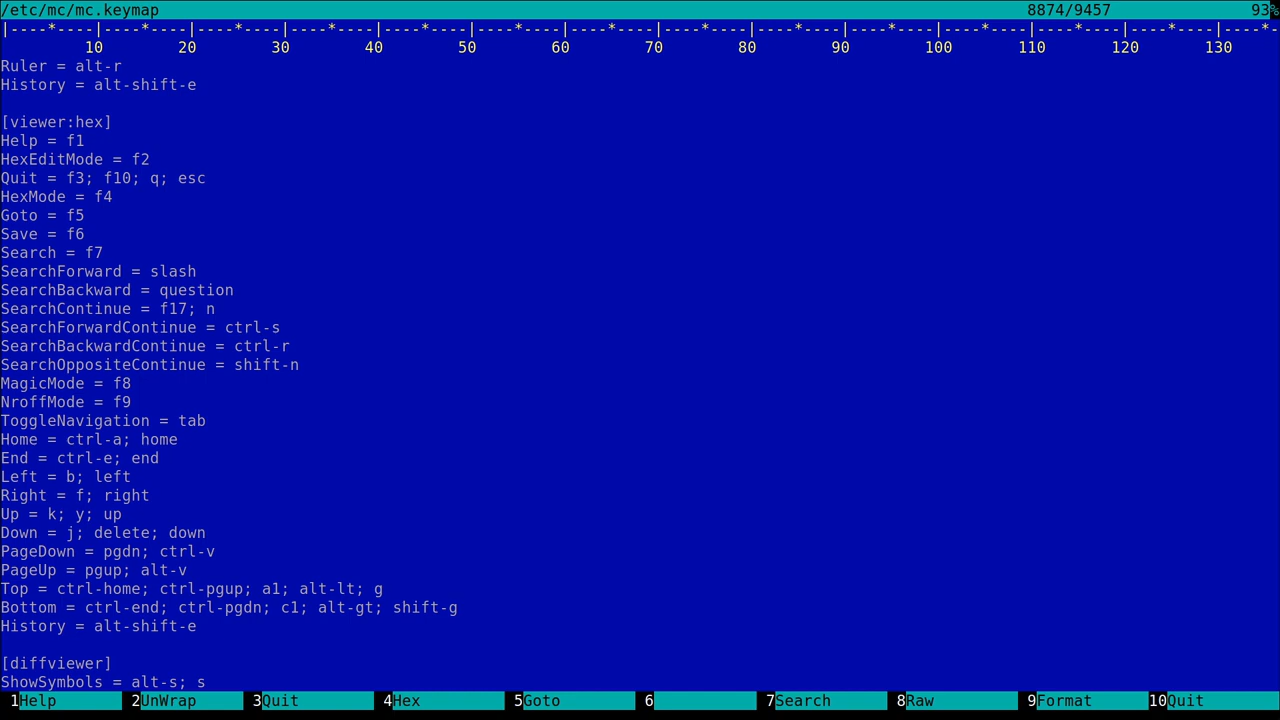 /etc/mc/mc.keymap 8874/9457 93%
|----*----|----*----|----*----|----*----|----*----|----*----|----*----|----*----|----*----|----*----|----*----|----*----|----*----|----*-
10 20 30 40 50 60 70 80 90 100 110 120 130
Ruler = alt-r
History = alt-shift-e
[viewer:hex]
Help = f1
HexEditMode = f2
Quit = f3; f10; q; esc
HexMode = f4
Goto = f5
Save = f6
Search = f7
SearchForward = slash
SearchBackward = question
SearchContinue = f17; n
SearchForwardContinue = ctrl-s
SearchBackwardContinue = ctrl-r
SearchOppositeContinue = shift-n
MagicMode = f8
NroffMode = f9
ToggleNavigation = tab
Home = ctrl-a; home
End = ctrl-e; end
Left = b; left
Right = f; right
Up = k; y; up
Down = j; delete; down
PageDown = pgdn; ctrl-v
PageUp = pgup; alt-v
Top = ctrl-home; ctrl-pgup; a1; alt-lt; g
Bottom = ctrl-end; ctrl-pgdn; c1; alt-gt; shift-g
History = alt-shift-e
[diffviewer]
ShowSymbols = alt-s; s
1Help 2UnWrap 3Quit 4Hex 5Goto 6 7Search 8Raw 9Format 10Quit